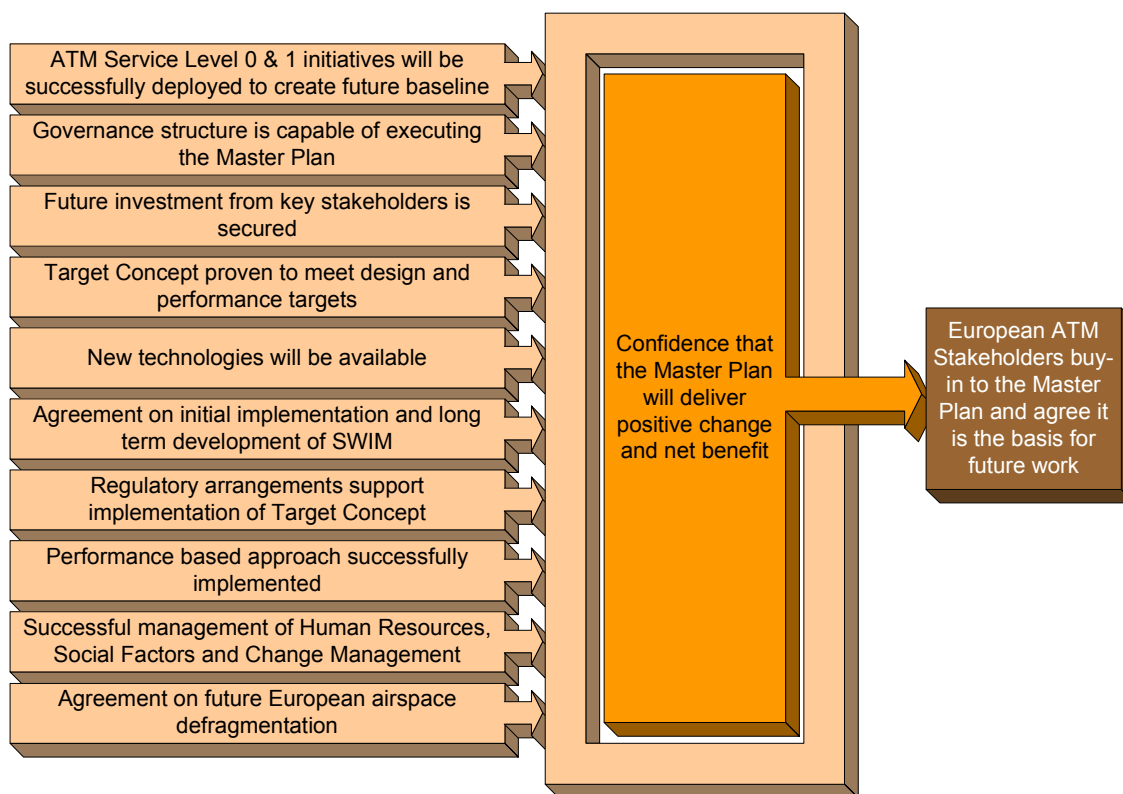 ATM Service Level 0 & 1 initiatives will be
successfully deployed to create future baseline
Governance structure is capable of executing
the Master Plan
Future investment from key stakeholders is
secured
Target Concept proven to meet design and
performance targets
New technologies will be available
Agreement on initial implementation and long
term development of SWIM
Regulatory arrangements support
implementation of Target Concept
Performance based approach successfully
implemented
Successful management of Human Resources,
Social Factors and Change Management
Agreement on future European airspace
defragmentation
Confidence that
the Master Plan
will deliver
positive change
and net benefit
European ATM
Stakeholders buy-
in to the Master
Plan and agree it
is the basis for
future work